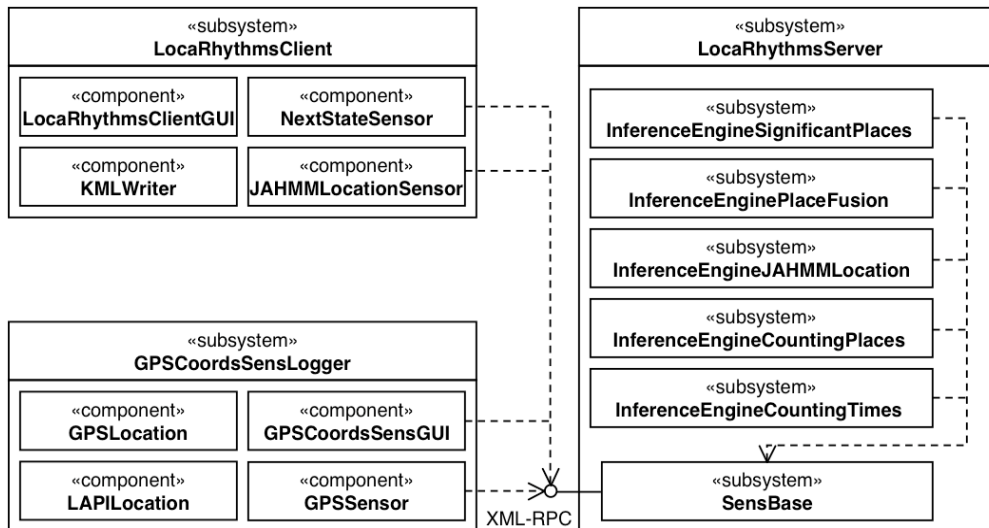 «subsystem»
LocaRhythmsClient
«component»
LocaRhythmsClientGUI
«component»
NextStateSensor
«component»
KMLWriter
«component»
JAHMMLocationSensor
«subsystem»
GPSCoordsSensLogger
«component»
GPSLocation
«component»
GPSCoordsSensGUI
«component»
LAPILocation
«component»
GPSSensor
XML-RPC
«subsystem»
LocaRhythmsServer
«subsystem»
InferenceEngineSignificantPlaces
«subsystem»
InferenceEnginePlaceFusion
«subsystem»
InferenceEngineJAHMMLocation
«subsystem»
InferenceEngineCountingPlaces
«subsystem»
InferenceEngineCountingTimes
«subsystem»
SensBase